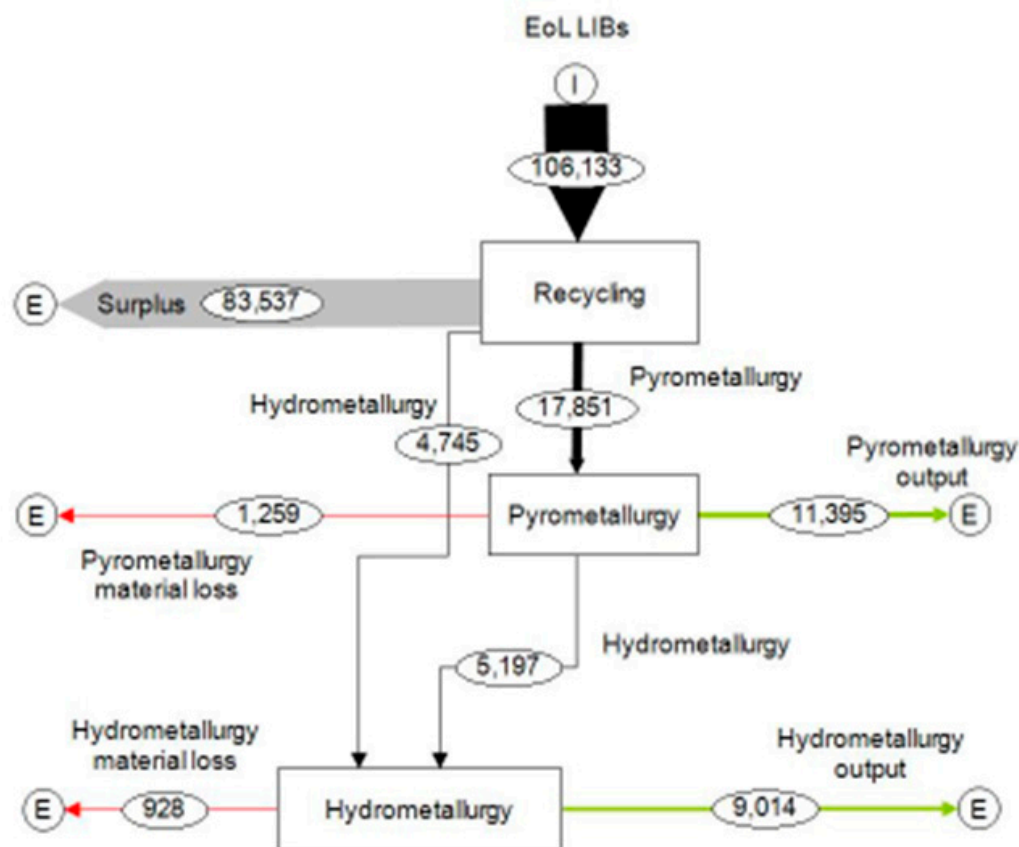 EoL LIBs
I
106,133
Recycling
E
Surplus
83,537
Pyrometallurgy
17,851
Hydrometallurgy
4,745
Pyrometallurgy
output
E
1,259
Pyrometallurgy
11,395
E
Pyrometallurgy
material loss
Hydrometallurgy
5,197
Hydrometallurgy
material loss
Hydrometallurgy
output
E
928
Hydrometallurgy
9,014
E